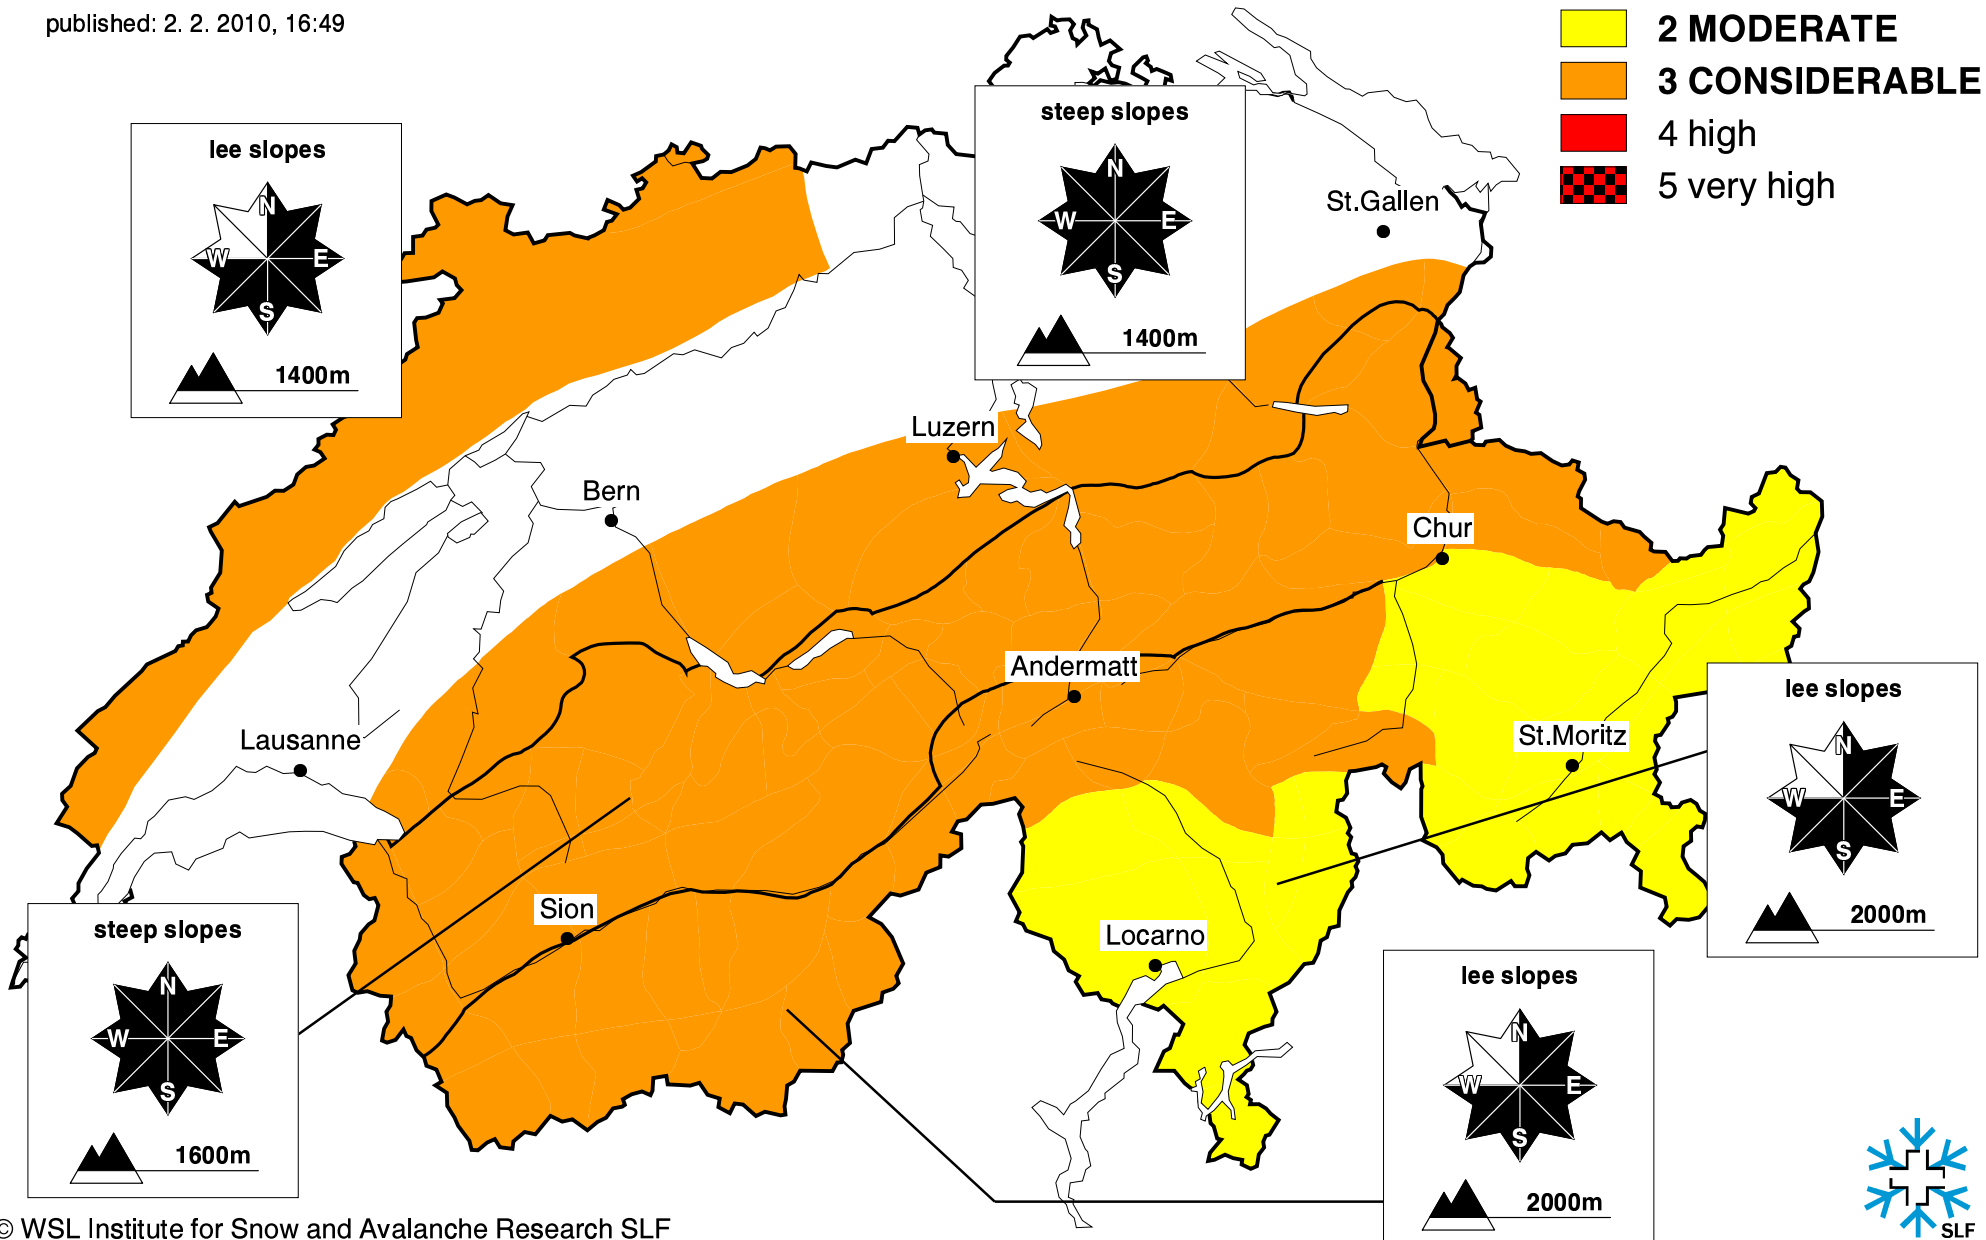 published: 2. 2. 2010, 16:49
2 MODERATE
3 CONSIDERABLE
4 high
5 very high
lee slopes
N
W E
S
1400m
steep slopes
N
W E
S
1400m
St.Gallen
Luzern
Bern
Chur
Andermatt
Lausanne
St.Moritz
lee slopes
N
W E
S
2000m
Sion
Locarno
steep slopes
N
W E
S
1600m
lee slopes
N
W E
S
2000m
© WSL Institute for Snow and Avalanche Research SLF
SLF